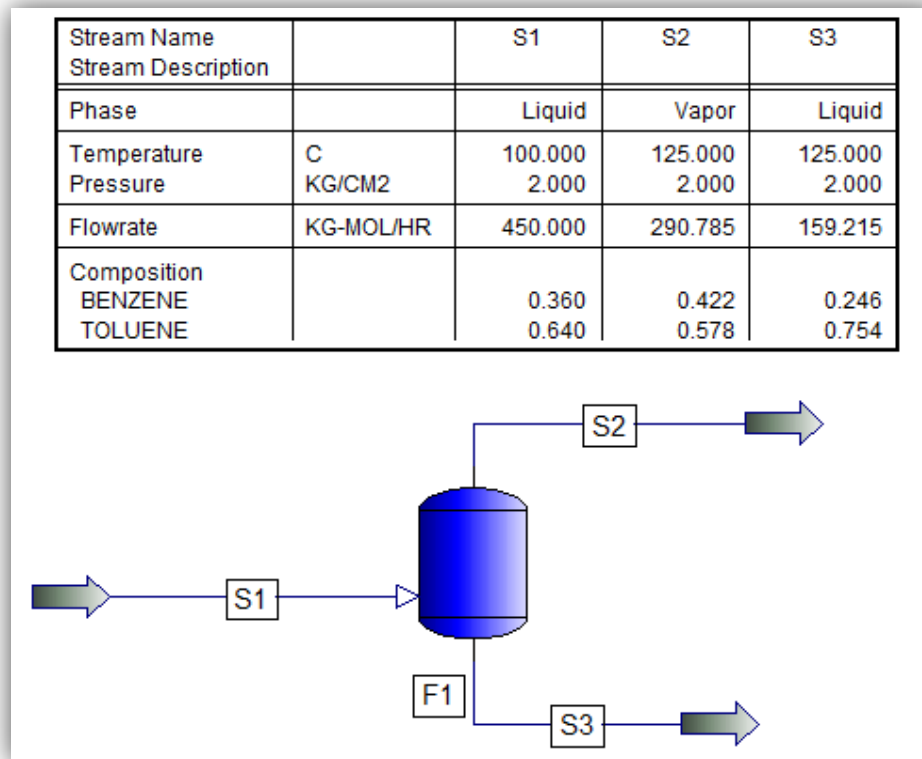 Stream Name S1 S2 S3
Stream Description
Phase Liquid Vapor Liquid
Temperature C 100.000 125.000 125.000
Pressure KG/CM2 2.000 2.000 2.000
Flowrate KG-MOL/HR 450.000 290.785 159.215
Composition
BENZENE 0.360 0.422 0.246
TOLUENE 0.640 0.578 0.754
S2
S1
F1
S3